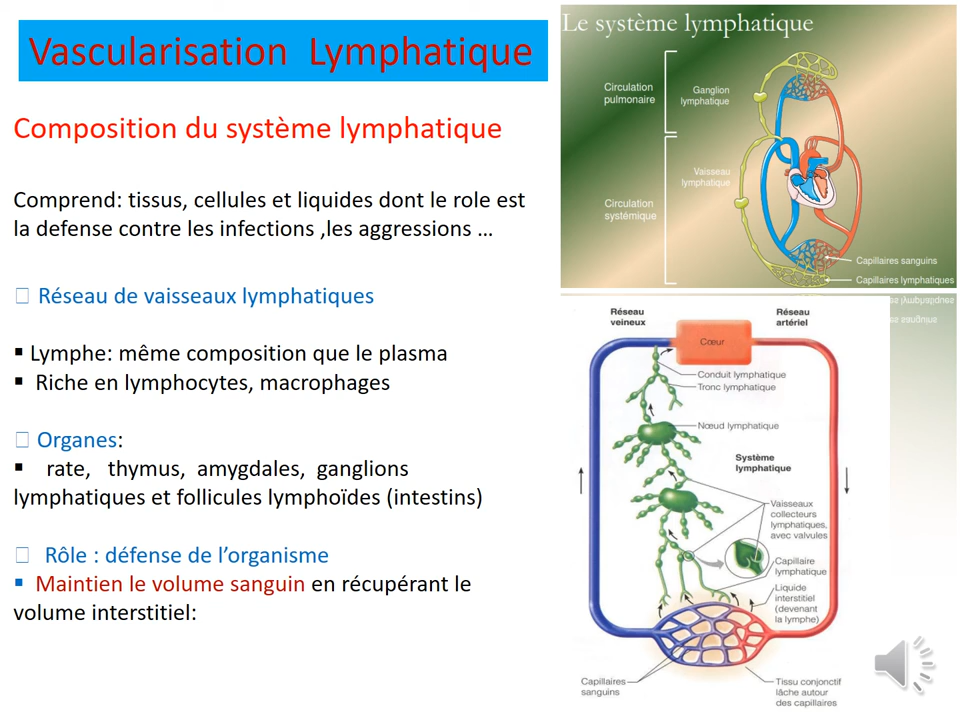 Vascularisation Lymphatique
Composition du système lymphatique
Comprend: tissus, cellules et liquides dont le role est
la defense contre les infections ,les aggressions …
Réseau de vaisseaux lymphatiques
▪ Lymphe: même composition que le plasma
▪ Riche en lymphocytes, macrophages
Organes:
▪ rate, thymus, amygdales, ganglions
lymphatiques et follicules lymphoïdes (intestins)
Rôle : défense de l’organisme
▪ Maintien le volume sanguin en récupérant le
volume interstitiel:
Le système lymphatique
Circulation
pulmonaire
Ganglion
lymphatique
Vaisseau
lymphatique
Circulation
systémique
Capillaires sanguins
Capillaires lymphatiques
Réseau
veineux
Réseau
artériel
Cœur
Conduit lymphatique
Tronc lymphatique
Nœud lymphatique
Système
lymphatique
Vaisseaux
collecteurs
lymphatiques,
avec valvules
Capillaire
lymphatique
Liquide
interstitiel
(devenant
la lymphe)
Capillaires
sanguins
Tissu conjonctif
lâche autour
des capillaires